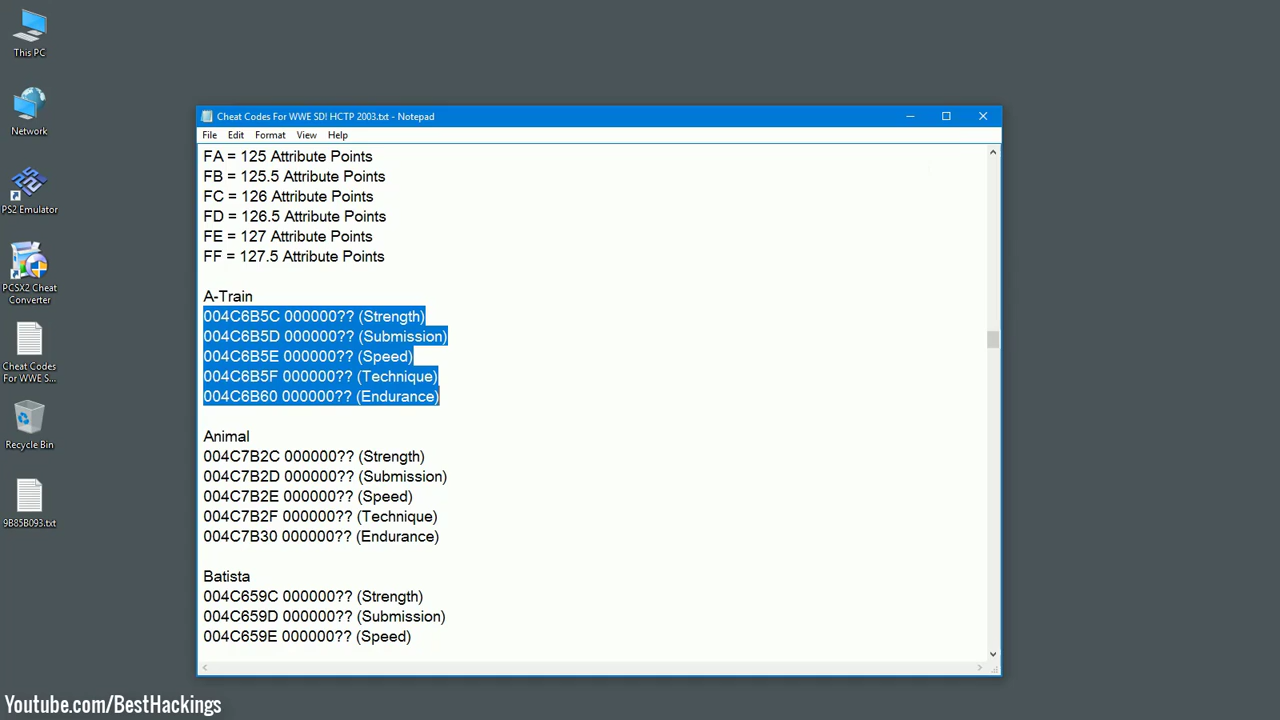 This PC
Network
PS2 Emulator
PCSX2 Cheat
Converter
Cheat Codes
For WWE S...
Recycle Bin
9B85B093.txt
Cheat Codes For WWE SD! HCTP 2003.txt - Notepad
File Edit Format View Help
FA = 125 Attribute Points
FB = 125.5 Attribute Points
FC = 126 Attribute Points
FD = 126.5 Attribute Points
FE = 127 Attribute Points
FF = 127.5 Attribute Points
A-Train
004C6B5C 000000?? (Strength)
004C6B5D 000000?? (Submission)
004C6B5E 000000?? (Speed)
004C6B5F 000000?? (Technique)
004C6B60 000000?? (Endurance)
Animal
004C7B2C 000000?? (Strength)
004C7B2D 000000?? (Submission)
004C7B2E 000000?? (Speed)
004C7B2F 000000?? (Technique)
004C7B30 000000?? (Endurance)
Batista
004C659C 000000?? (Strength)
004C659D 000000?? (Submission)
004C659E 000000?? (Speed)
Youtube.com/BestHackings